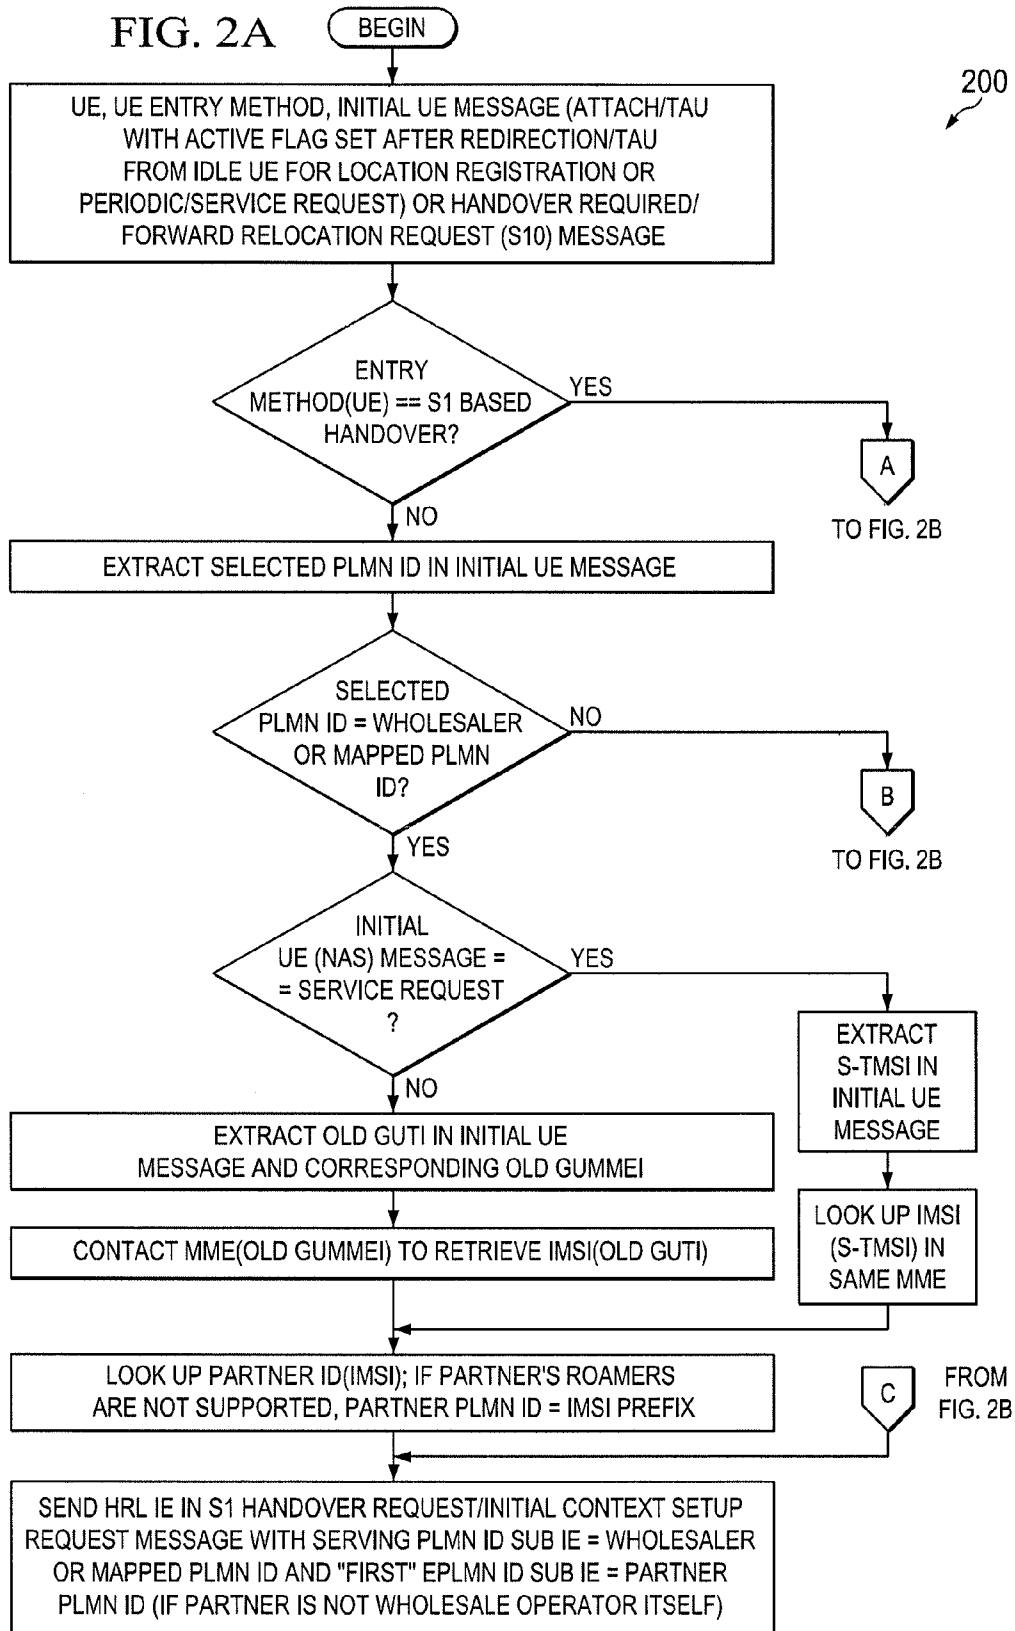 FIG. 2A
BEGIN
200
UE, UE ENTRY METHOD, INITIAL UE MESSAGE (ATTACH/TAU
WITH ACTIVE FLAG SET AFTER REDIRECTION/TAU
FROM IDLE UE FOR LOCATION REGISTRATION OR
PERIODIC/SERVICE REQUEST) OR HANDOVER REQUIRED/
FORWARD RELOCATION REQUEST (S10) MESSAGE
ENTRY
METHOD(UE) == S1 BASED
HANDOVER?
YES
A
TO FIG. 2B
NO
EXTRACT SELECTED PLMN ID IN INITIAL UE MESSAGE
SELECTED
PLMN ID = WHOLESALER
OR MAPPED PLMN
ID?
NO
B
TO FIG. 2B
YES
INITIAL
UE (NAS) MESSAGE =
= SERVICE REQUEST
?
YES
EXTRACT
S-TMSI IN
INITIAL UE
MESSAGE
NO
EXTRACT OLD GUTI IN INITIAL UE
MESSAGE AND CORRESPONDING OLD GUMMEI
LOOK UP IMSI
(S-TMSI) IN
SAME MME
CONTACT MME(OLD GUMMEI) TO RETRIEVE IMSI(OLD GUTI)
LOOK UP PARTNER ID(IMSI); IF PARTNER'S ROAMERS
ARE NOT SUPPORTED, PARTNER PLMN ID = IMSI PREFIX
C
FROM
FIG. 2B
SEND HRL IE IN S1 HANDOVER REQUEST/INITIAL CONTEXT SETUP
REQUEST MESSAGE WITH SERVING PLMN ID SUB IE = WHOLESALER
OR MAPPED PLMN ID AND "FIRST" EPLMN ID SUB IE = PARTNER
PLMN ID (IF PARTNER IS NOT WHOLESALE OPERATOR ITSELF)